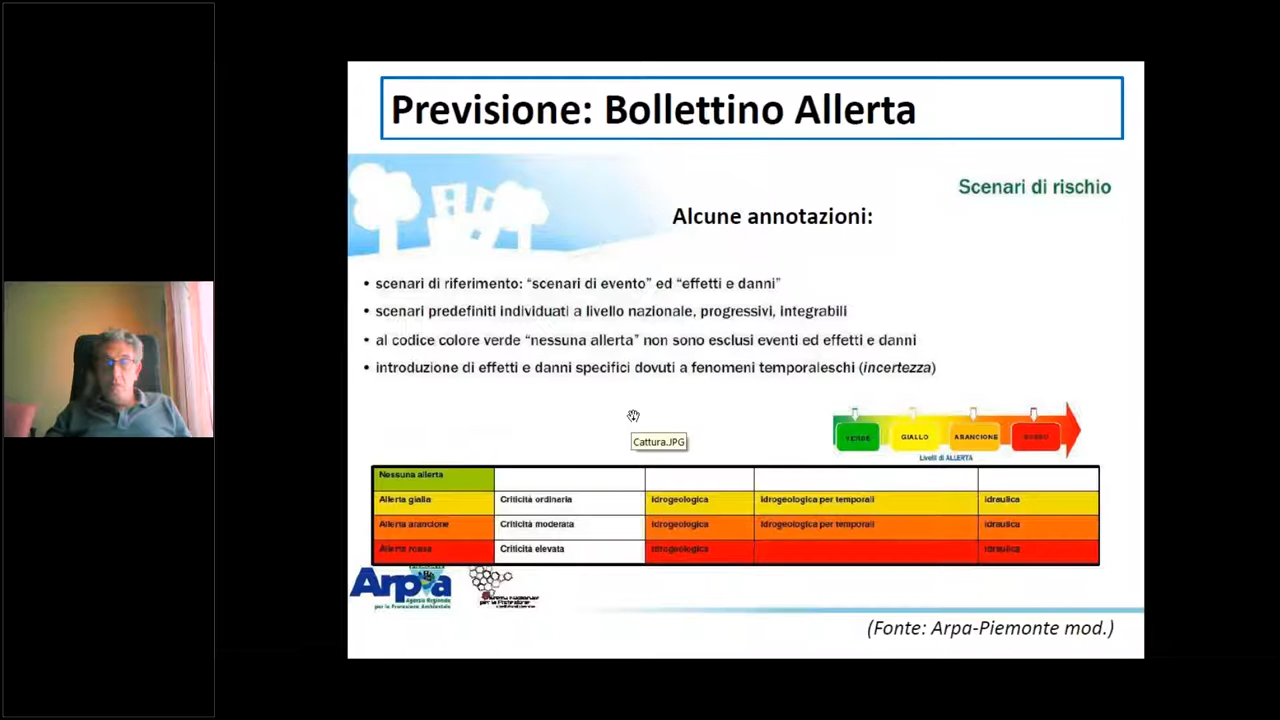 Previsione: Bollettino Allerta
Scenari di rischio
Alcune annotazioni:
• scenari di riferimento: “scenari di evento” ed “effetti e danni”
• scenari predefiniti individuati a livello nazionale, progressivi, integrabili
• al codice colore verde “nessuna allerta” non sono esclusi eventi ed effetti e danni
• introduzione di effetti e danni specifici dovuti a fenomeni temporaleschi (incertezza)
Cattura.JPG
VERDE GIALLO ARANCIONE ROSSO
Livelli di ALLERTA
Nessuna allerta
Allerta gialla Criticità ordinaria Idrogeologica Idrogeologica per temporali Idraulica
Allerta arancione Criticità moderata Idrogeologica Idrogeologica per temporali Idraulica
Allerta rossa Criticità elevata Idrogeologica Idraulica
Arpa
Agenzia Regionale
per la Protezione Ambientale
(Fonte: Arpa-Piemonte mod.)